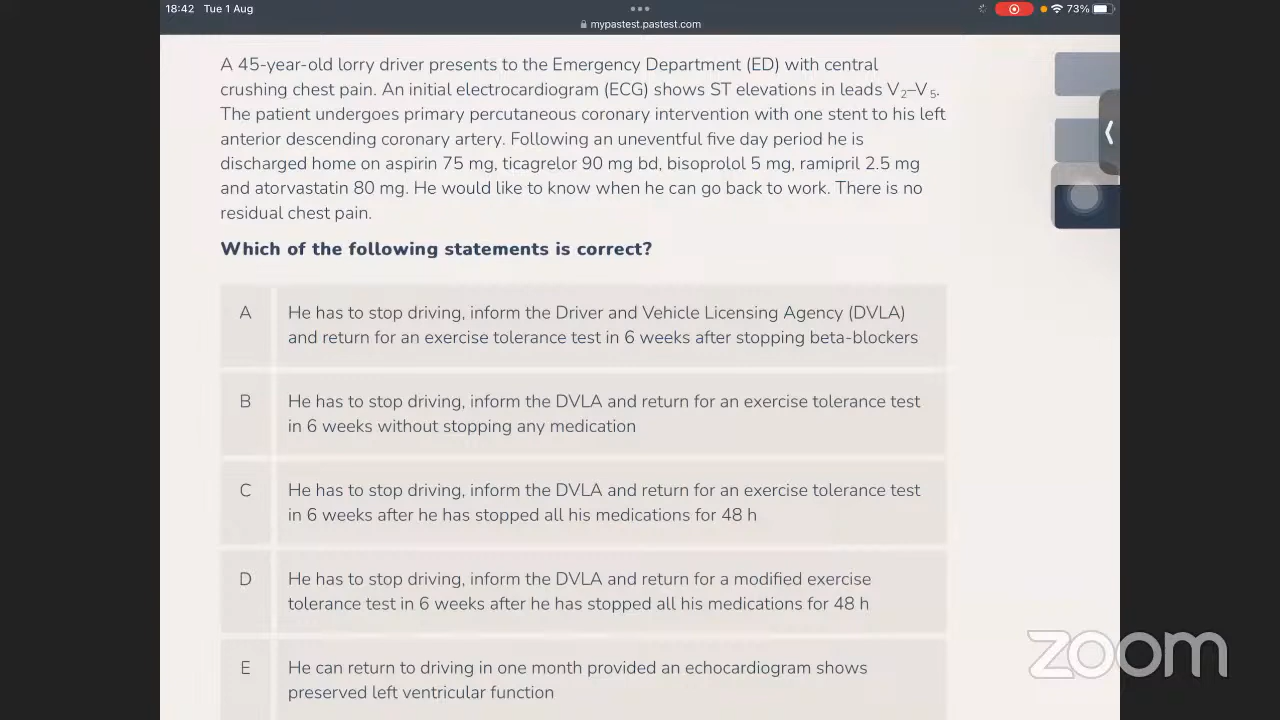 18:42 Tue 1 Aug
73%
mypastest.pastest.com
A 45-year-old lorry driver presents to the Emergency Department (ED) with central
crushing chest pain. An initial electrocardiogram (ECG) shows ST elevations in leads V₂–V₅.
The patient undergoes primary percutaneous coronary intervention with one stent to his left
anterior descending coronary artery. Following an uneventful five day period he is
discharged home on aspirin 75 mg, ticagrelor 90 mg bd, bisoprolol 5 mg, ramipril 2.5 mg
and atorvastatin 80 mg. He would like to know when he can go back to work. There is no
residual chest pain.
Which of the following statements is correct?
A He has to stop driving, inform the Driver and Vehicle Licensing Agency (DVLA)
and return for an exercise tolerance test in 6 weeks after stopping beta-blockers
B He has to stop driving, inform the DVLA and return for an exercise tolerance test
in 6 weeks without stopping any medication
C He has to stop driving, inform the DVLA and return for an exercise tolerance test
in 6 weeks after he has stopped all his medications for 48 h
D He has to stop driving, inform the DVLA and return for a modified exercise
tolerance test in 6 weeks after he has stopped all his medications for 48 h
E He can return to driving in one month provided an echocardiogram shows
preserved left ventricular function
zoom